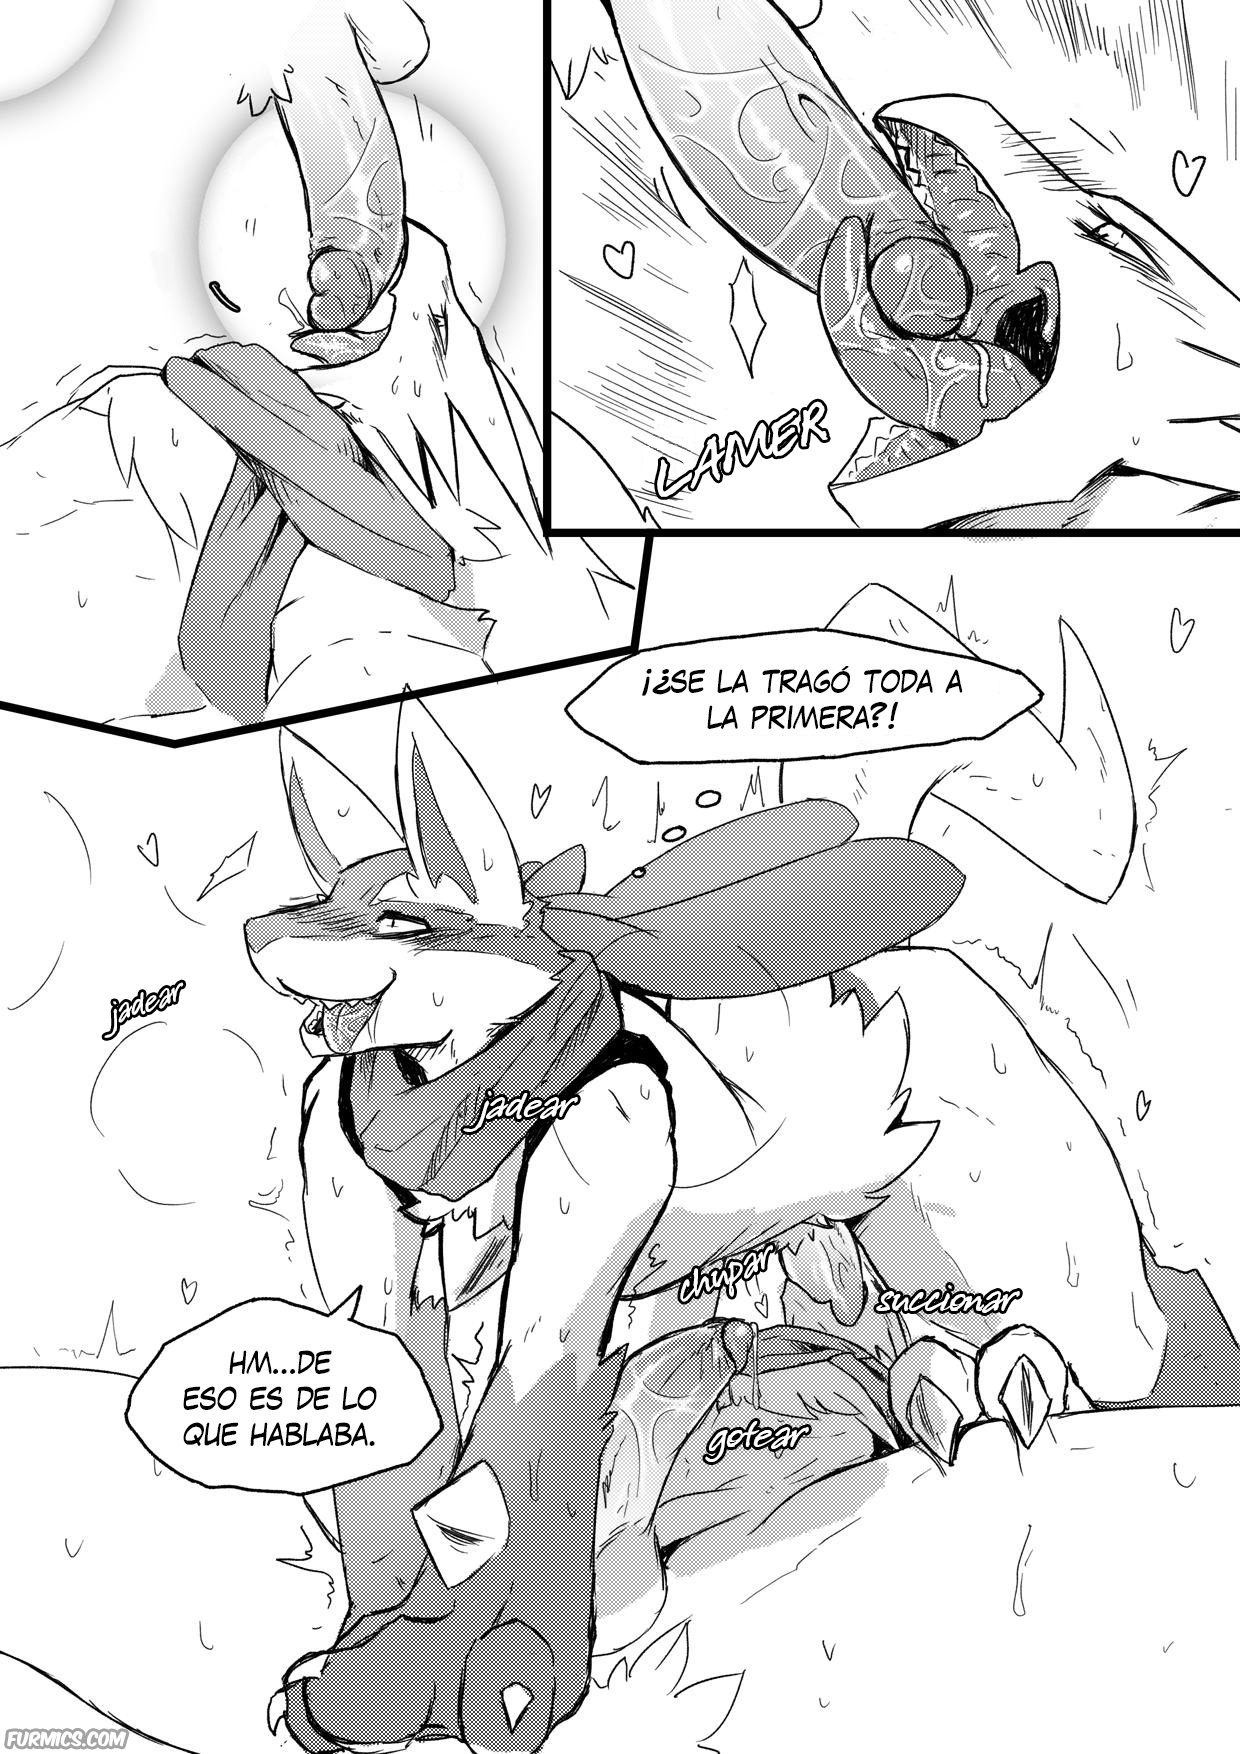 LAMER
¡¿SE LA TRAGÓ TODA A
LA PRIMERA?!
jadear
jadear
chupar
succionar
HM...DE
ESO ES DE LO
QUE HABLABA.
gotear
FURMICS.COM